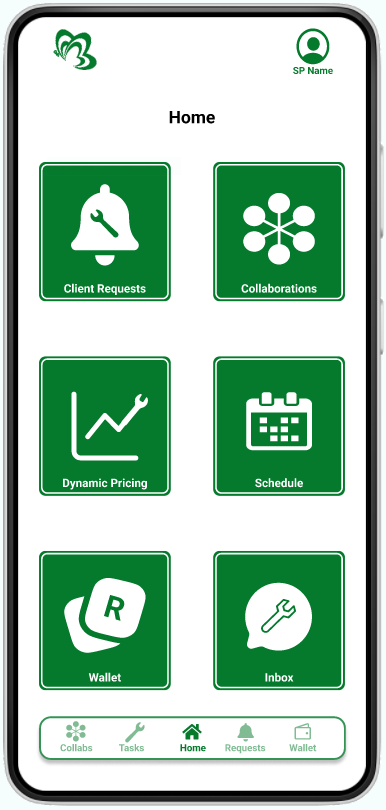 SP Name
Home
Client Requests
Collaborations
Dynamic Pricing
Schedule
R
Wallet
Inbox
Collabs
Tasks
Home
Requests
Wallet